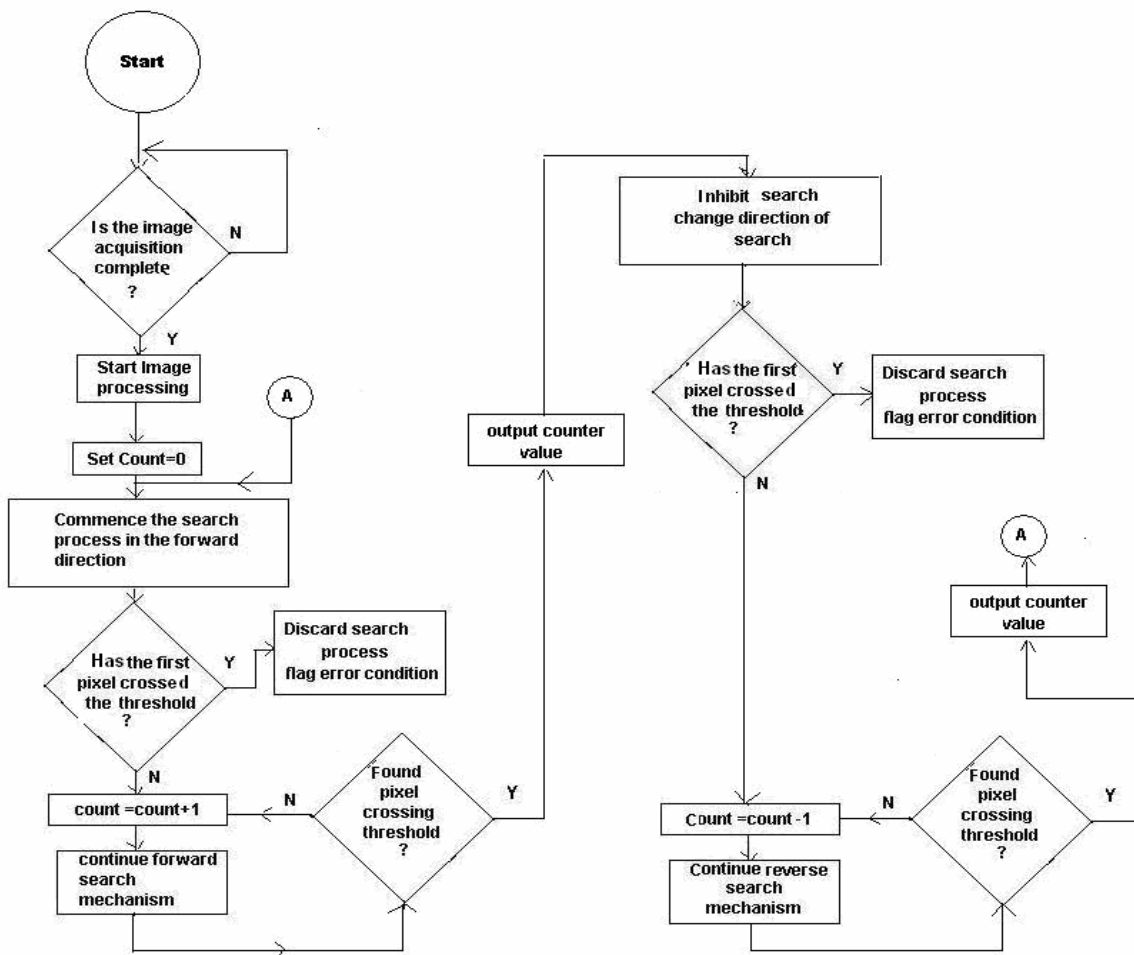 Start
Is the image
acquisition
complete
?
N
Y
Start Image
processing
A
Set Count=0
Commence the search
process in the forward
direction
Has the first
pixel crossed
the threshold
?
Y
Discard search
process
flag error condition
N
count =count+1
continue forward
search
mechanism
Found
pixel
crossing
threshold
?
N
Y
output counter
value
Inhibit search
change direction of
search
Has the first
pixel crossed
the threshold
?
Y
Discard search
process
flag error condition
N
Count =count -1
Continue reverse
search
mechanism
Found
pixel
crossing
threshold
?
N
Y
output counter
value
A